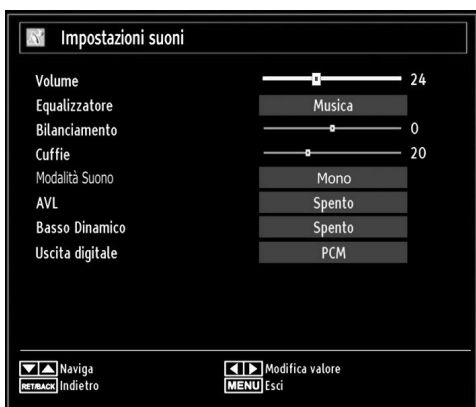 Impostazioni suoni
Volume 24
Equalizzatore Musica
Bilanciamento 0
Cuffie 20
Modalità Suono Mono
AVL Spento
Basso Dinamico Spento
Uscita digitale PCM
Naviga Modifica valore
RET/BACK Indietro MENU Esci